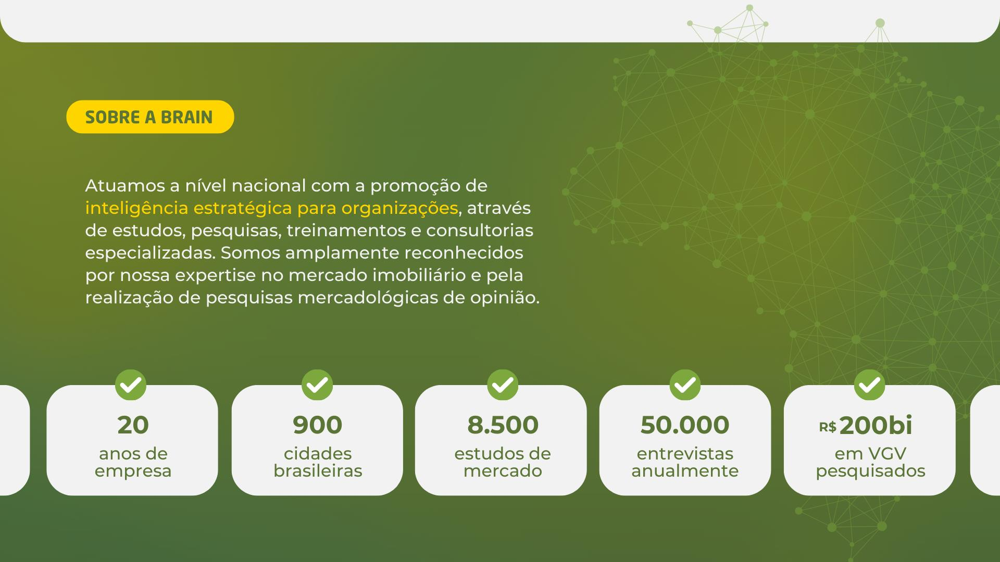 SOBRE A BRAIN
Atuamos a nível nacional com a promoção de
inteligência estratégica para organizações, através
de estudos, pesquisas, treinamentos e consultorias
especializadas. Somos amplamente reconhecidos
por nossa expertise no mercado imobiliário e pela
realização de pesquisas mercadológicas de opinião.
20
anos de
empresa
900
cidades
brasileiras
8.500
estudos de
mercado
50.000
entrevistas
anualmente
R$ 200bi
em VGV
pesquisados